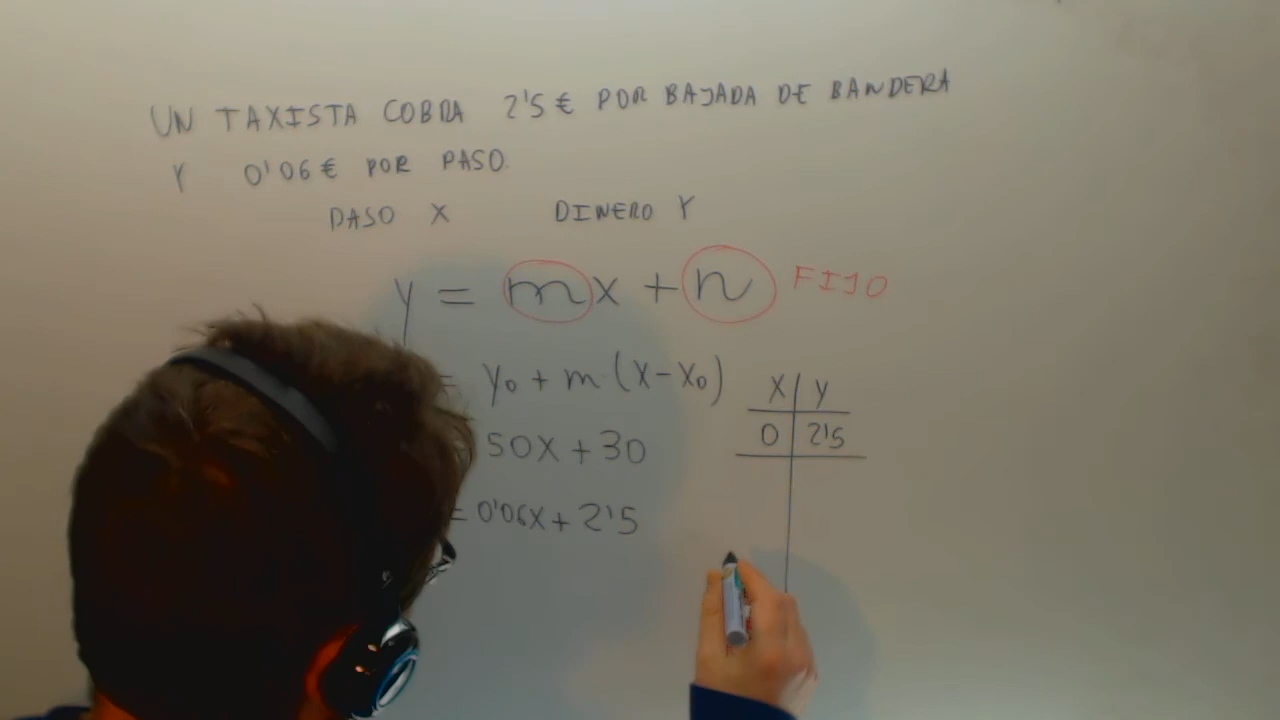 UN TAXISTA COBRA 2'5 € POR BAJADA DE BANDERA
Y 0'06 € POR PASO.
PASO X DINERO Y
y = mx + n FIJO
= y₀ + m (x - x₀)
50X + 30
= 0'06X + 2'5
X Y
0 2'5